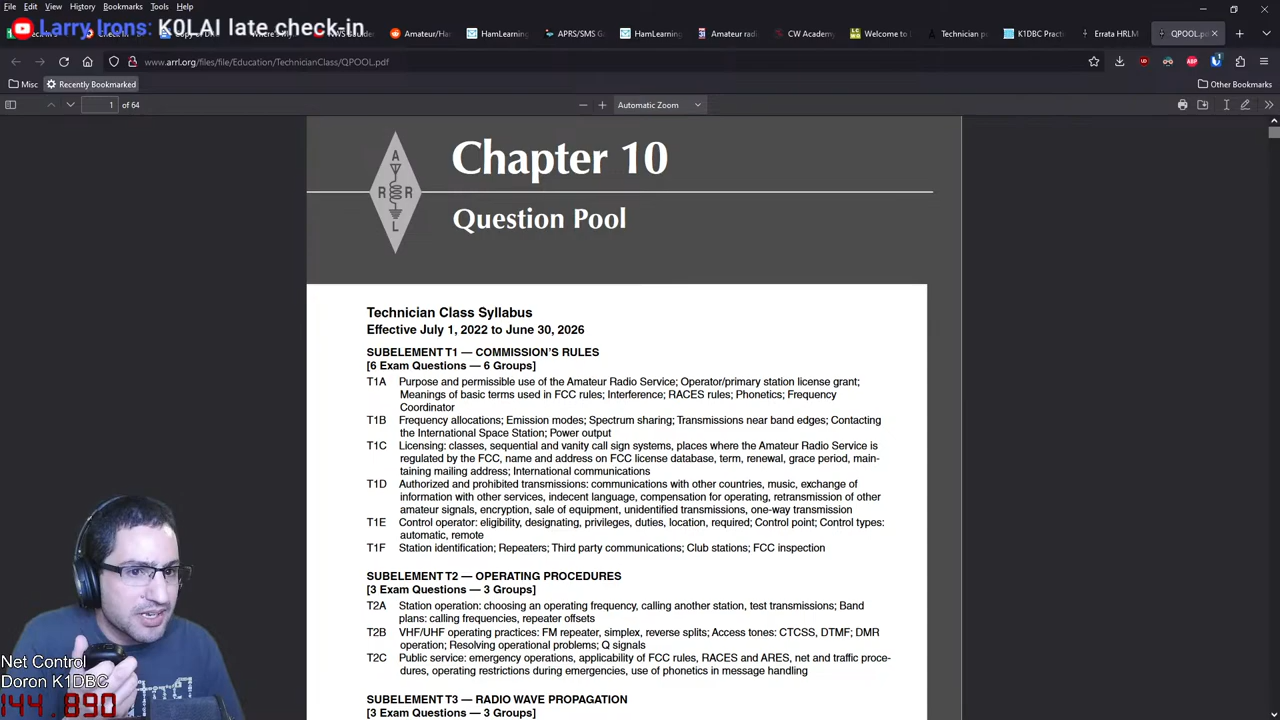 File Edit View History Bookmarks Tools Help
Larry Irons: K0LAI late check-in
Amateur/Ha
HamLearning
APRS/SMS G
HamLearning
Amateur radi
CW Academy
Welcome to
Technician p
K1DBC Pract
Errata HRLM
QPOOL.pdf
www.arrl.org/files/file/Education/TechnicianClass/QPOOL.pdf
Misc Recently Bookmarked Other Bookmarks
1 of 64 Automatic Zoom
A
R R
L
Chapter 10
Question Pool
Technician Class Syllabus
Effective July 1, 2022 to June 30, 2026
SUBELEMENT T1 — COMMISSION'S RULES
[6 Exam Questions — 6 Groups]
T1A Purpose and permissible use of the Amateur Radio Service; Operator/primary station license grant;
Meanings of basic terms used in FCC rules; Interference; RACES rules; Phonetics; Frequency
Coordinator
T1B Frequency allocations; Emission modes; Spectrum sharing; Transmissions near band edges; Contacting
the International Space Station; Power output
T1C Licensing: classes, sequential and vanity call sign systems, places where the Amateur Radio Service is
regulated by the FCC, name and address on FCC license database, term, renewal, grace period, main-
taining mailing address; International communications
T1D Authorized and prohibited transmissions: communications with other countries, music, exchange of
information with other services, indecent language, compensation for operating, retransmission of other
amateur signals, encryption, sale of equipment, unidentified transmissions, one-way transmission
T1E Control operator: eligibility, designating, privileges, duties, location, required; Control point; Control types:
automatic, remote
T1F Station identification; Repeaters; Third party communications; Club stations; FCC inspection
SUBELEMENT T2 — OPERATING PROCEDURES
[3 Exam Questions — 3 Groups]
T2A Station operation: choosing an operating frequency, calling another station, test transmissions; Band
plans: calling frequencies, repeater offsets
T2B VHF/UHF operating practices: FM repeater, simplex, reverse splits; Access tones: CTCSS, DTMF; DMR
operation; Resolving operational problems; Q signals
T2C Public service: emergency operations, applicability of FCC rules, RACES and ARES, net and traffic proce-
dures, operating restrictions during emergencies, use of phonetics in message handling
SUBELEMENT T3 — RADIO WAVE PROPAGATION
[3 Exam Questions — 3 Groups]
Net Control
Doron K1DBC
144.890